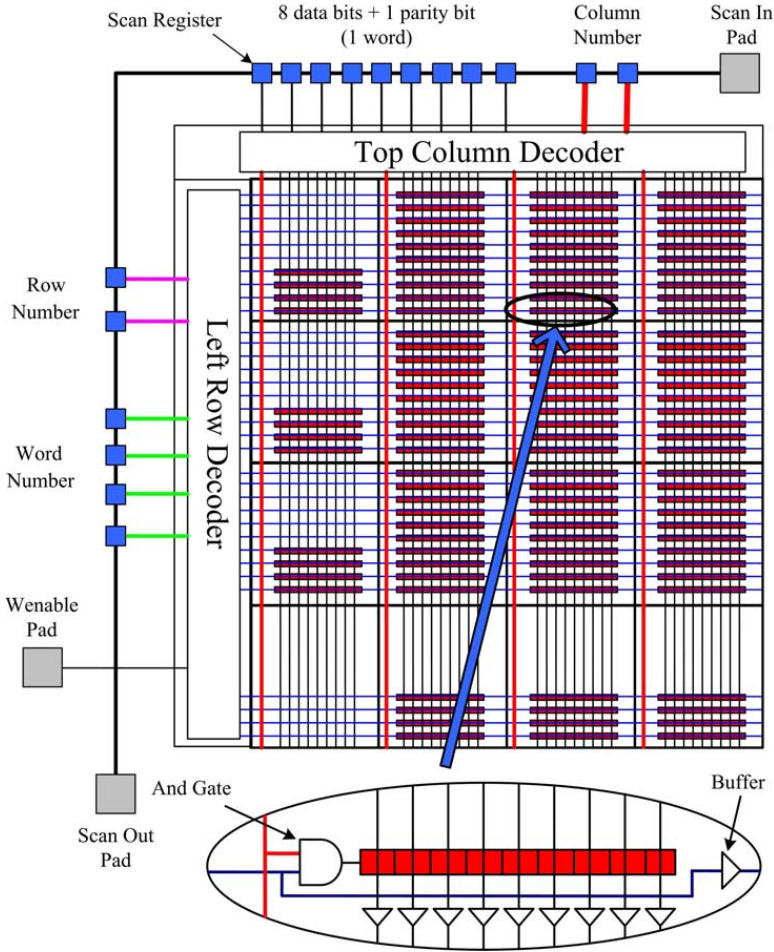 Scan Register
8 data bits + 1 parity bit
(1 word)
Column
Number
Scan In
Pad
Top Column Decoder
Row
Number
Left Row Decoder
Word
Number
Wenable
Pad
And Gate
Buffer
Scan Out
Pad